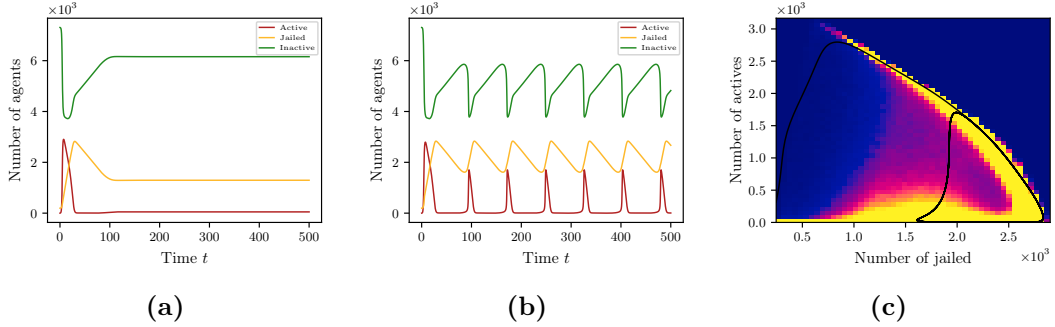 ×10³
Number of agents
6
4
2
0
Active
Jailed
Inactive
0 100 200 300 400 500
Time t
(a)
×10³
Number of agents
6
4
2
0
Active
Jailed
Inactive
0 100 200 300 400 500
Time t
(b)
×10³
Number of actives
3.0
2.5
2.0
1.5
1.0
0.5
0.0
0.5 1.0 1.5 2.0 2.5
Number of jailed
×10³
(c)